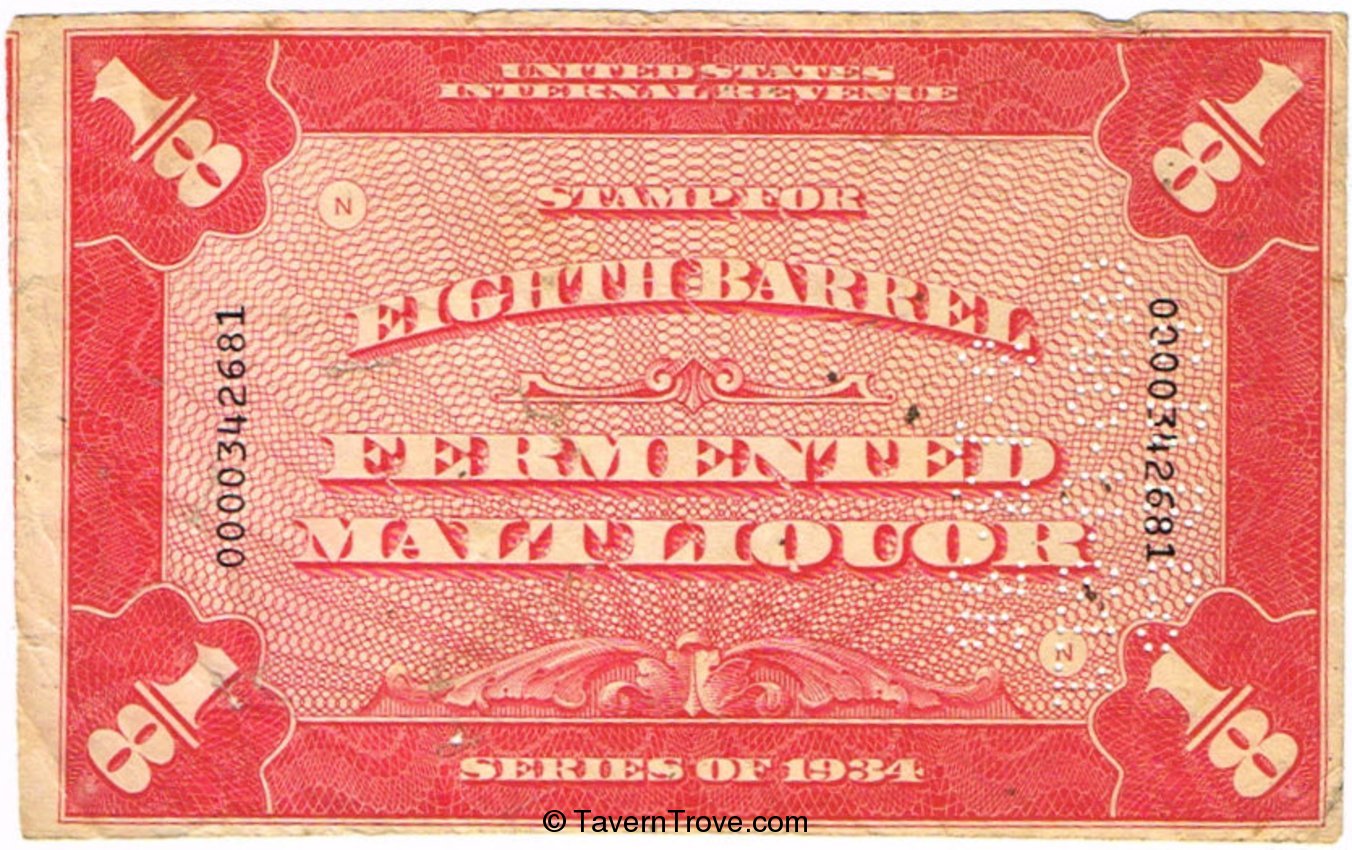 1/8
UNITED STATES
INTERNAL REVENUE
1/8
N
STAMP FOR
EIGHTH BARREL
0000342681
0000342681
FERMENTED
MALT LIQUOR
N
1/8
SERIES OF 1934
1/8
© TavernTrove.com